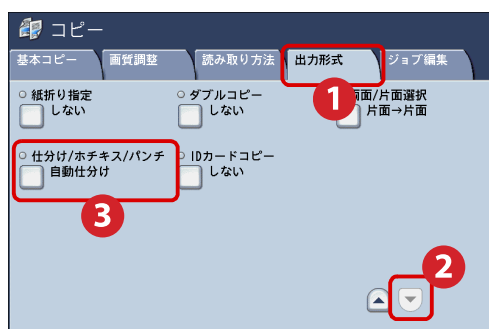 コピー
基本コピー 画質調整 読み取り方法 出力形式 ジョブ編集
紙折り指定 ダブルコピー 面/片面選択
しない しない 片面→片面
1
仕分け/ホチキス/パンチ IDカードコピー
自動仕分け しない
3
2